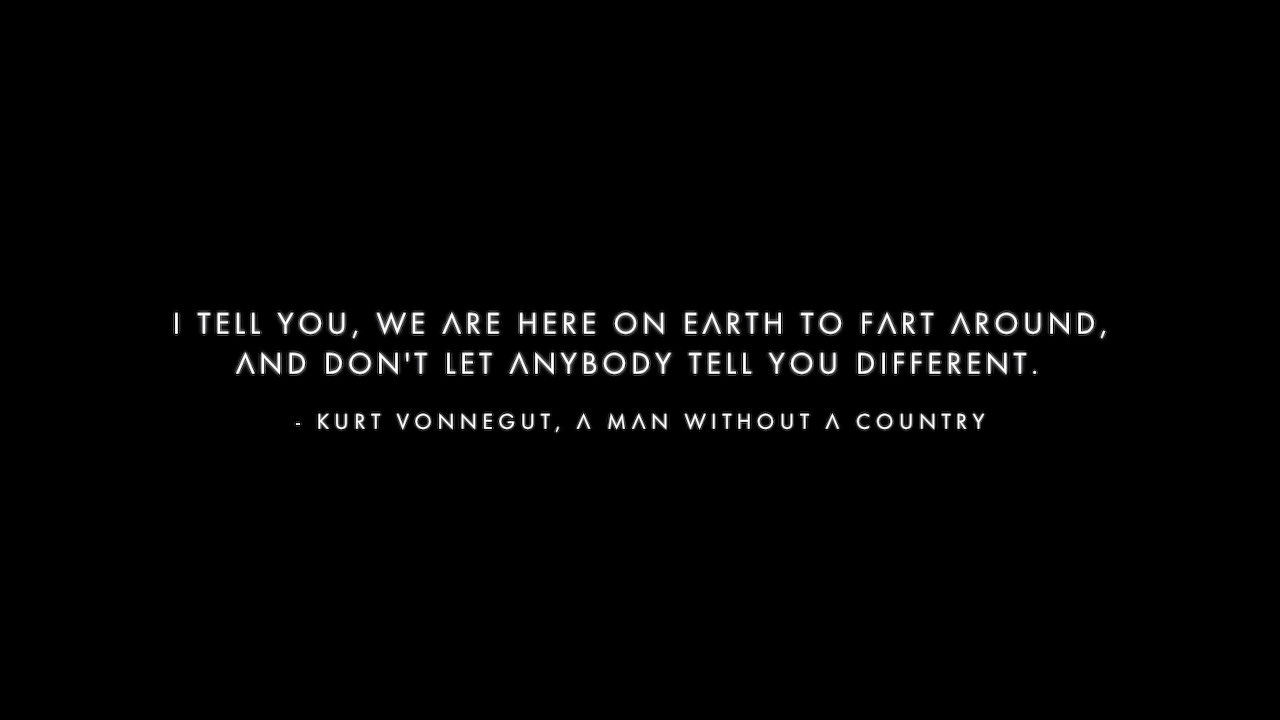 I TELL YOU, WE ARE HERE ON EARTH TO FART AROUND,
AND DON'T LET ANYBODY TELL YOU DIFFERENT.
- KURT VONNEGUT, A MAN WITHOUT A COUNTRY